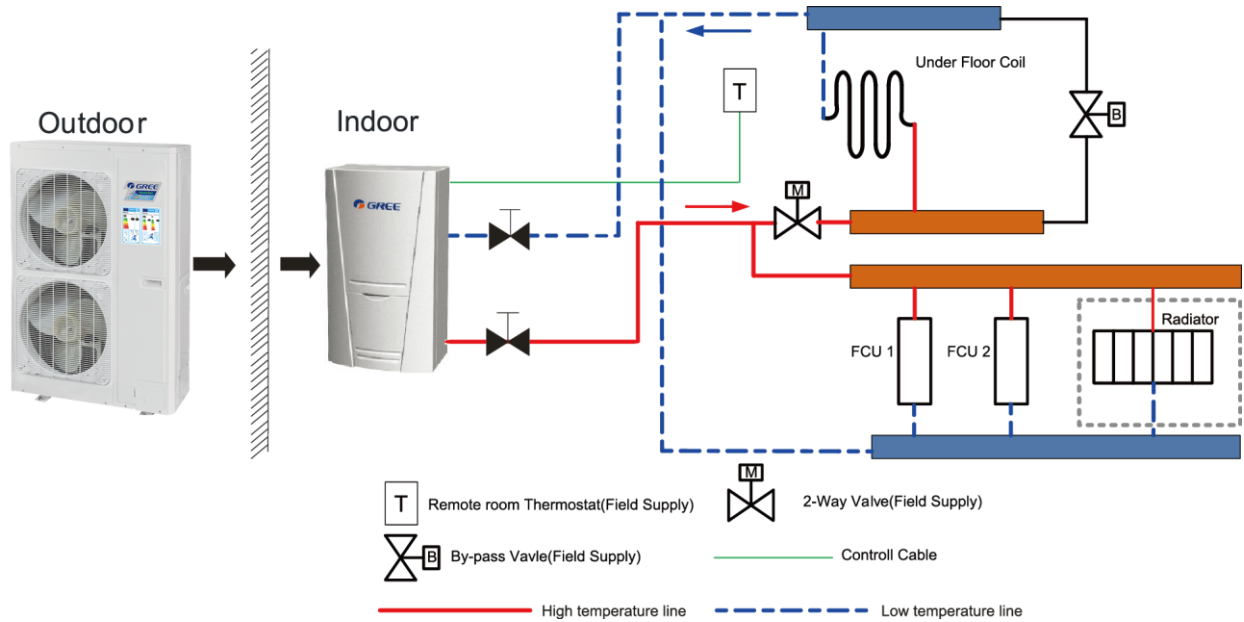 Outdoor
GREE
Indoor
GREE
T
Under Floor Coil
B
M
FCU 1
FCU 2
Radiator
T
Remote room Thermostat(Field Supply)
M
2-Way Valve(Field Supply)
B
By-pass Vavle(Field Supply)
Controll Cable
High temperature line
Low temperature line